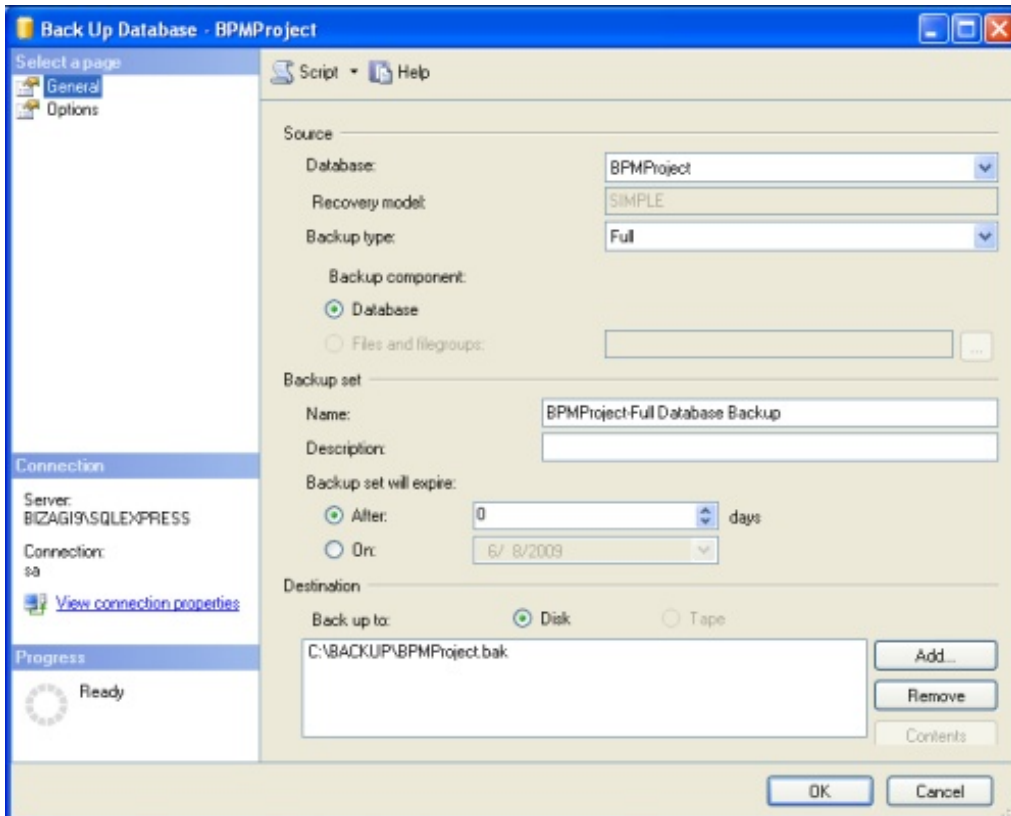 Back Up Database - BPMProject
Select a page
General
Options
Script Help
Source
Database: BPMProject
Recovery model: SIMPLE
Backup type: Full
Backup component:
Database
Files and filegroups: ...
Backup set
Name: BPMProject-Full Database Backup
Description:
Backup set will expire:
After: 0 days
On: 6/ 8/2009
Destination
Back up to: Disk Tape
C:\BACKUP\BPMProject.bak
Add...
Remove
Contents
Connection
Server:
BIZAGI9\SQLEXPRESS
Connection:
sa
View connection properties
Progress
Ready
OK Cancel